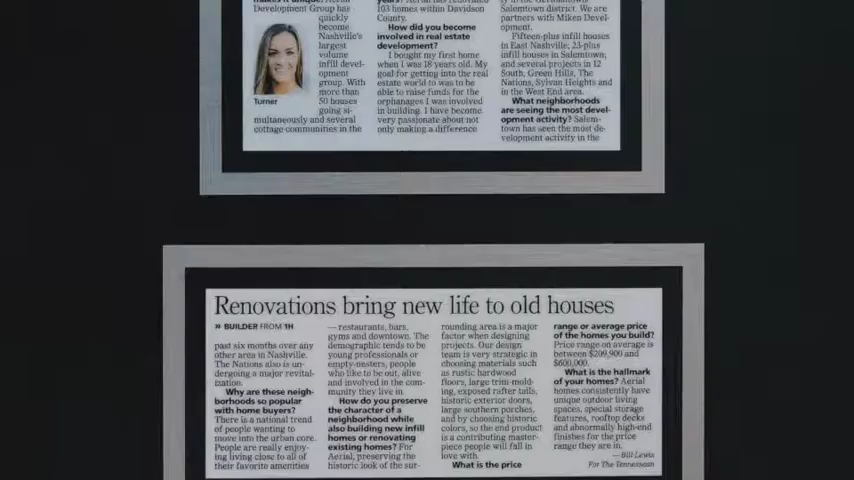 Development Group has
quickly
become
Nashville's
largest
volume
infill devel-
opment
group. With
more than
50 houses
going si-
multaneously and several
cottage communities in the
Turner
103 homes within Davidson
County.
How did you become
involved in real estate
development?
I bought my first home
when I was 18 years old. My
goal for getting into the real
estate world was to be
able to raise funds for the
orphanages I was involved
in building. I have become
very passionate about not
only making a difference
Salemtown district. We are
partners with Miken Devel-
opment.
Fifteen-plus infill houses
in East Nashville; 23-plus
infill houses in Salemtown;
and several projects in 12
South, Green Hills, The
Nations, Sylvan Heights and
in the West End area.
What neighborhoods
are seeing the most devel-
opment activity? Salem-
town has seen the most de-
velopment activity in the
Renovations bring new life to old houses
» BUILDER FROM 1H
past six months over any
other area in Nashville.
The Nations also is un-
dergoing a major revital-
ization.
Why are these neigh-
borhoods so popular
with home buyers?
There is a national trend
of people wanting to
move into the urban core.
People are really enjoy-
ing living close to all of
their favorite amenities
— restaurants, bars,
gyms and downtown. The
demographic tends to be
young professionals or
empty-nesters, people
who like to be out, alive
and involved in the com-
munity they live in.
How do you preserve
the character of a
neighborhood while
also building new infill
homes or renovating
existing homes? For
Aerial, preserving the
historic look of the sur-
rounding area is a major
factor when designing
projects. Our design
team is very strategic in
choosing materials such
as rustic hardwood
floors, large trim-mold-
ing, exposed rafter tails,
historic exterior doors,
large southern porches,
and by choosing historic
colors, so the end product
is a contributing master-
piece people will fall in
love with.
What is the price
range or average price
of the homes you build?
Price range on average is
between $209,900 and
$600,000.
What is the hallmark
of your homes? Aerial
homes consistently have
unique outdoor living
spaces, special storage
features, rooftop decks
and abnormally high-end
finishes for the price
range they are in.
— Bill Lewis
For The Tennessean